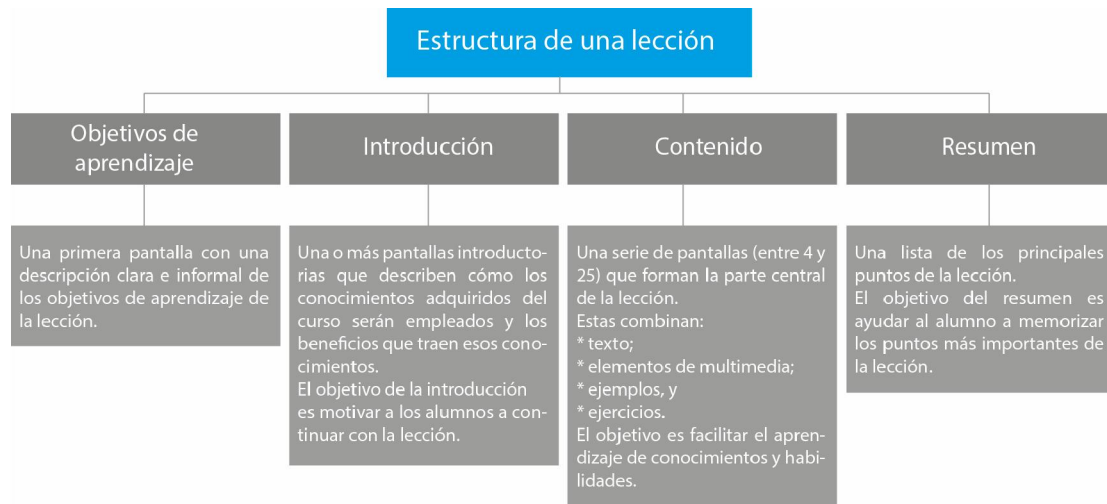 Estructura de una lección
Objetivos de
aprendizaje
Introducción
Contenido
Resumen
Una primera pantalla con una
descripción clara e informal de
los objetivos de aprendizaje de
la lección.
Una o más pantallas introducto-
rias que describen cómo los
conocimientos adquiridos del
curso serán empleados y los
beneficios que traen esos cono-
cimientos.
El objetivo de la introducción
es motivar a los alumnos a con-
tinuar con la lección.
Una serie de pantallas (entre 4 y
25) que forman la parte central
de la lección.
Estas combinan:
* texto;
* elementos de multimedia;
* ejemplos, y
* ejercicios.
El objetivo es facilitar el apren-
dizaje de conocimientos y habi-
lidades.
Una lista de los principales
puntos de la lección.
El objetivo del resumen es
ayudar al alumno a memorizar
los puntos más importantes de
la lección.